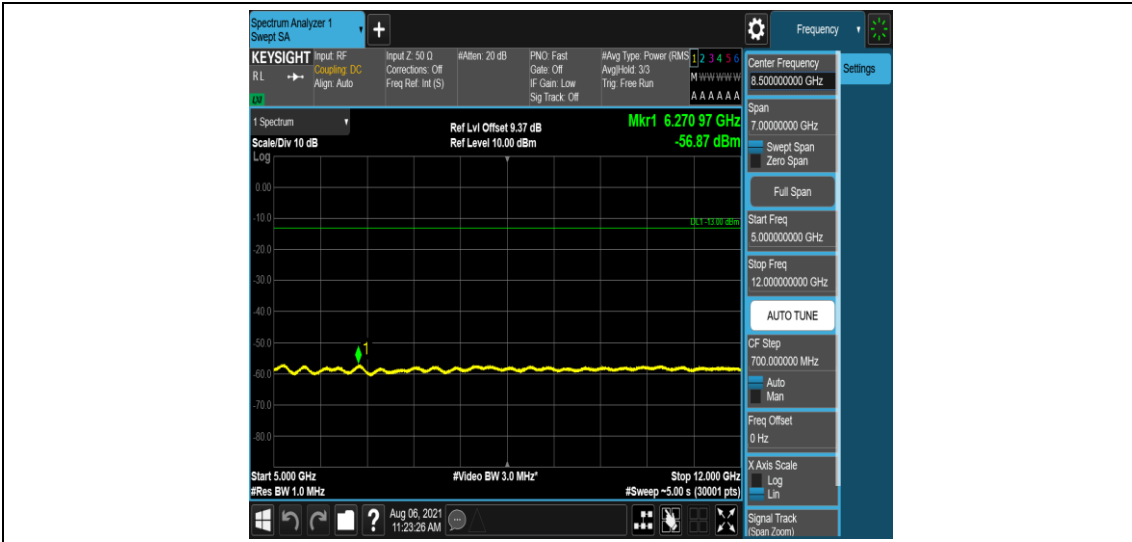 Spectrum Analyzer 1
Swept SA
+
Frequency
KEYSIGHT
RL
LXI
Input: RF
Coupling: DC
Align: Auto
Input Z: 50 Ω
Corrections: Off
Freq Ref: Int (S)
#Atten: 20 dB
PNO: Fast
Gate: Off
IF Gain: Low
Sig Track: Off
#Avg Type: Power (RMS
Avg|Hold: 3/3
Trig: Free Run
1 2 3 4 5 6
M W W W W W
A A A A A A
1 Spectrum
Scale/Div 10 dB
Log
Ref Lvl Offset 9.37 dB
Ref Level 10.00 dBm
Mkr1 6.270 97 GHz
-56.87 dBm
0.00
-10.0
DL1 -13.00 dBm
-20.0
-30.0
-40.0
-50.0
1
-60.0
-70.0
-80.0
Start 5.000 GHz
#Res BW 1.0 MHz
#Video BW 3.0 MHz*
Stop 12.000 GHz
#Sweep ~5.00 s (30001 pts)
?
Aug 06, 2021
11:23:26 AM
Center Frequency
8.500000000 GHz
Settings
Span
7.00000000 GHz
Swept Span
Zero Span
Full Span
Start Freq
5.000000000 GHz
Stop Freq
12.000000000 GHz
AUTO TUNE
CF Step
700.000000 MHz
Auto
Man
Freq Offset
0 Hz
X Axis Scale
Log
Lin
Signal Track
(Span Zoom)